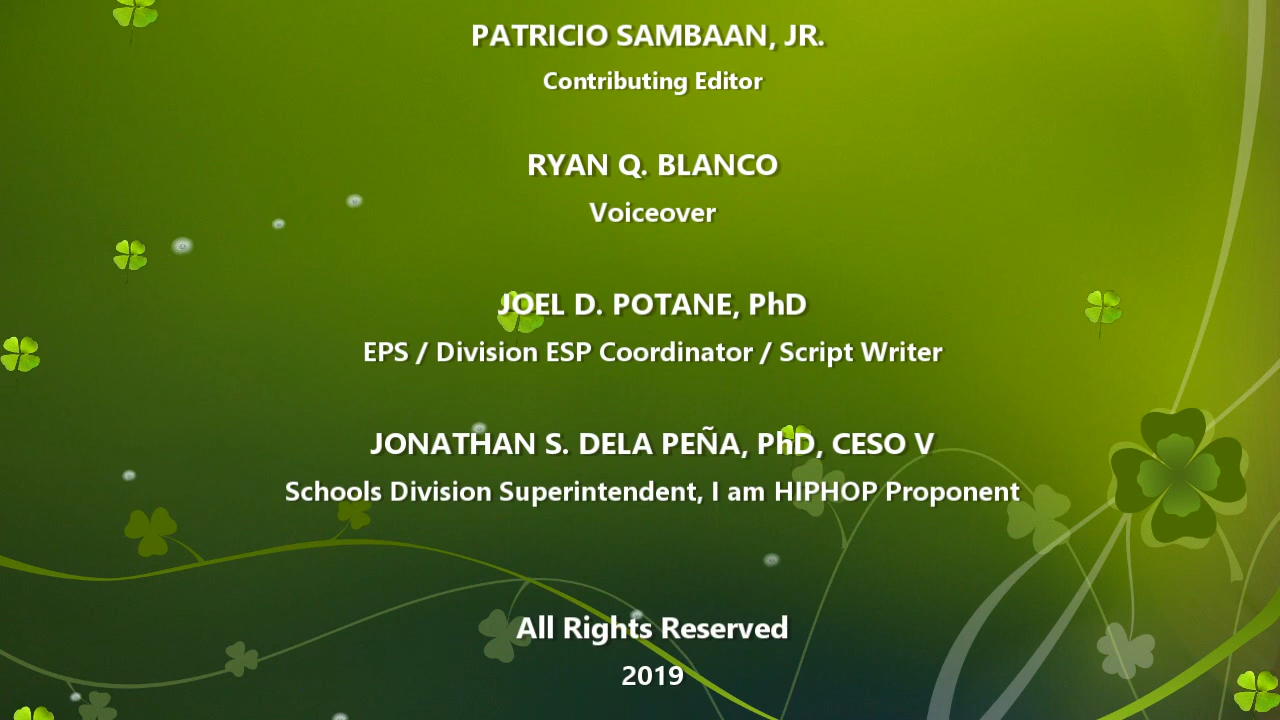 PATRICIO SAMBAAN, JR.
Contributing Editor
RYAN Q. BLANCO
Voiceover
JOEL D. POTANE, PhD
EPS / Division ESP Coordinator / Script Writer
JONATHAN S. DELA PEÑA, PhD, CESO V
Schools Division Superintendent, I am HIPHOP Proponent
All Rights Reserved
2019